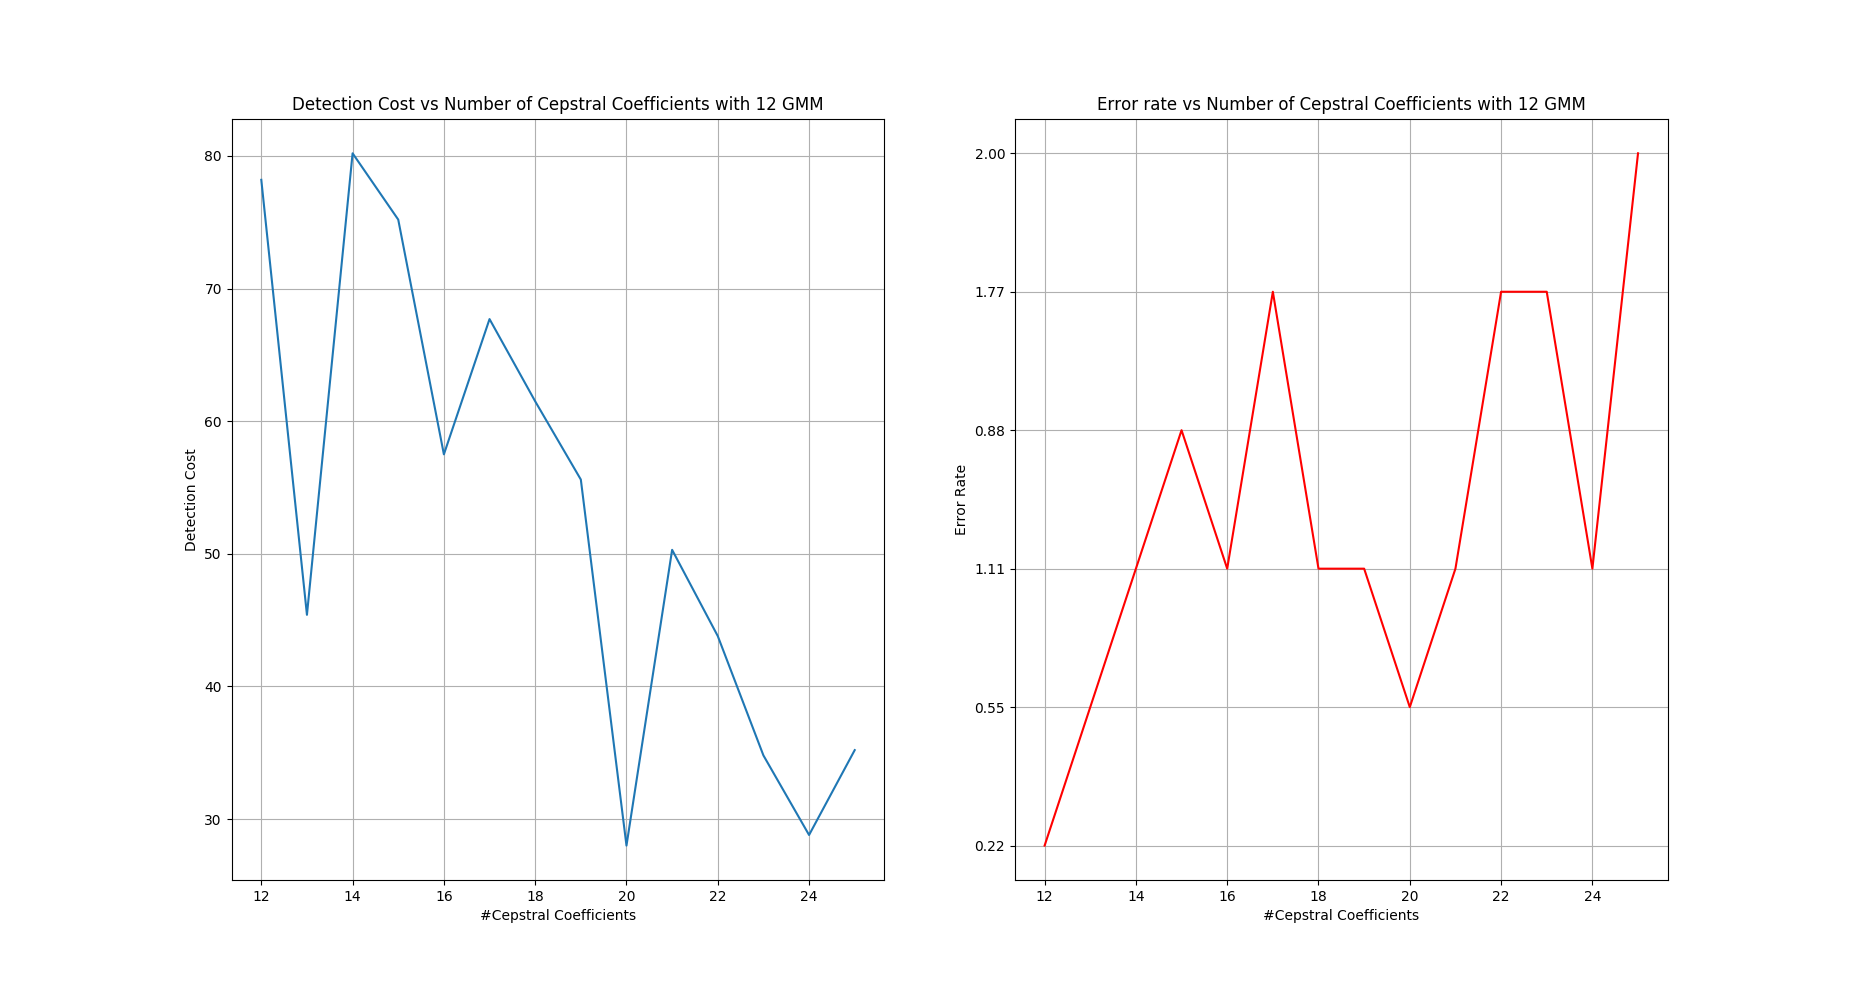 Detection Cost vs Number of Cepstral Coefficients with 12 GMM
80
70
60
50
40
30
Detection Cost
12 14 16 18 20 22 24
#Cepstral Coefficients
Error rate vs Number of Cepstral Coefficients with 12 GMM
2.00
1.77
0.88
1.11
0.55
0.22
Error Rate
12 14 16 18 20 22 24
#Cepstral Coefficients